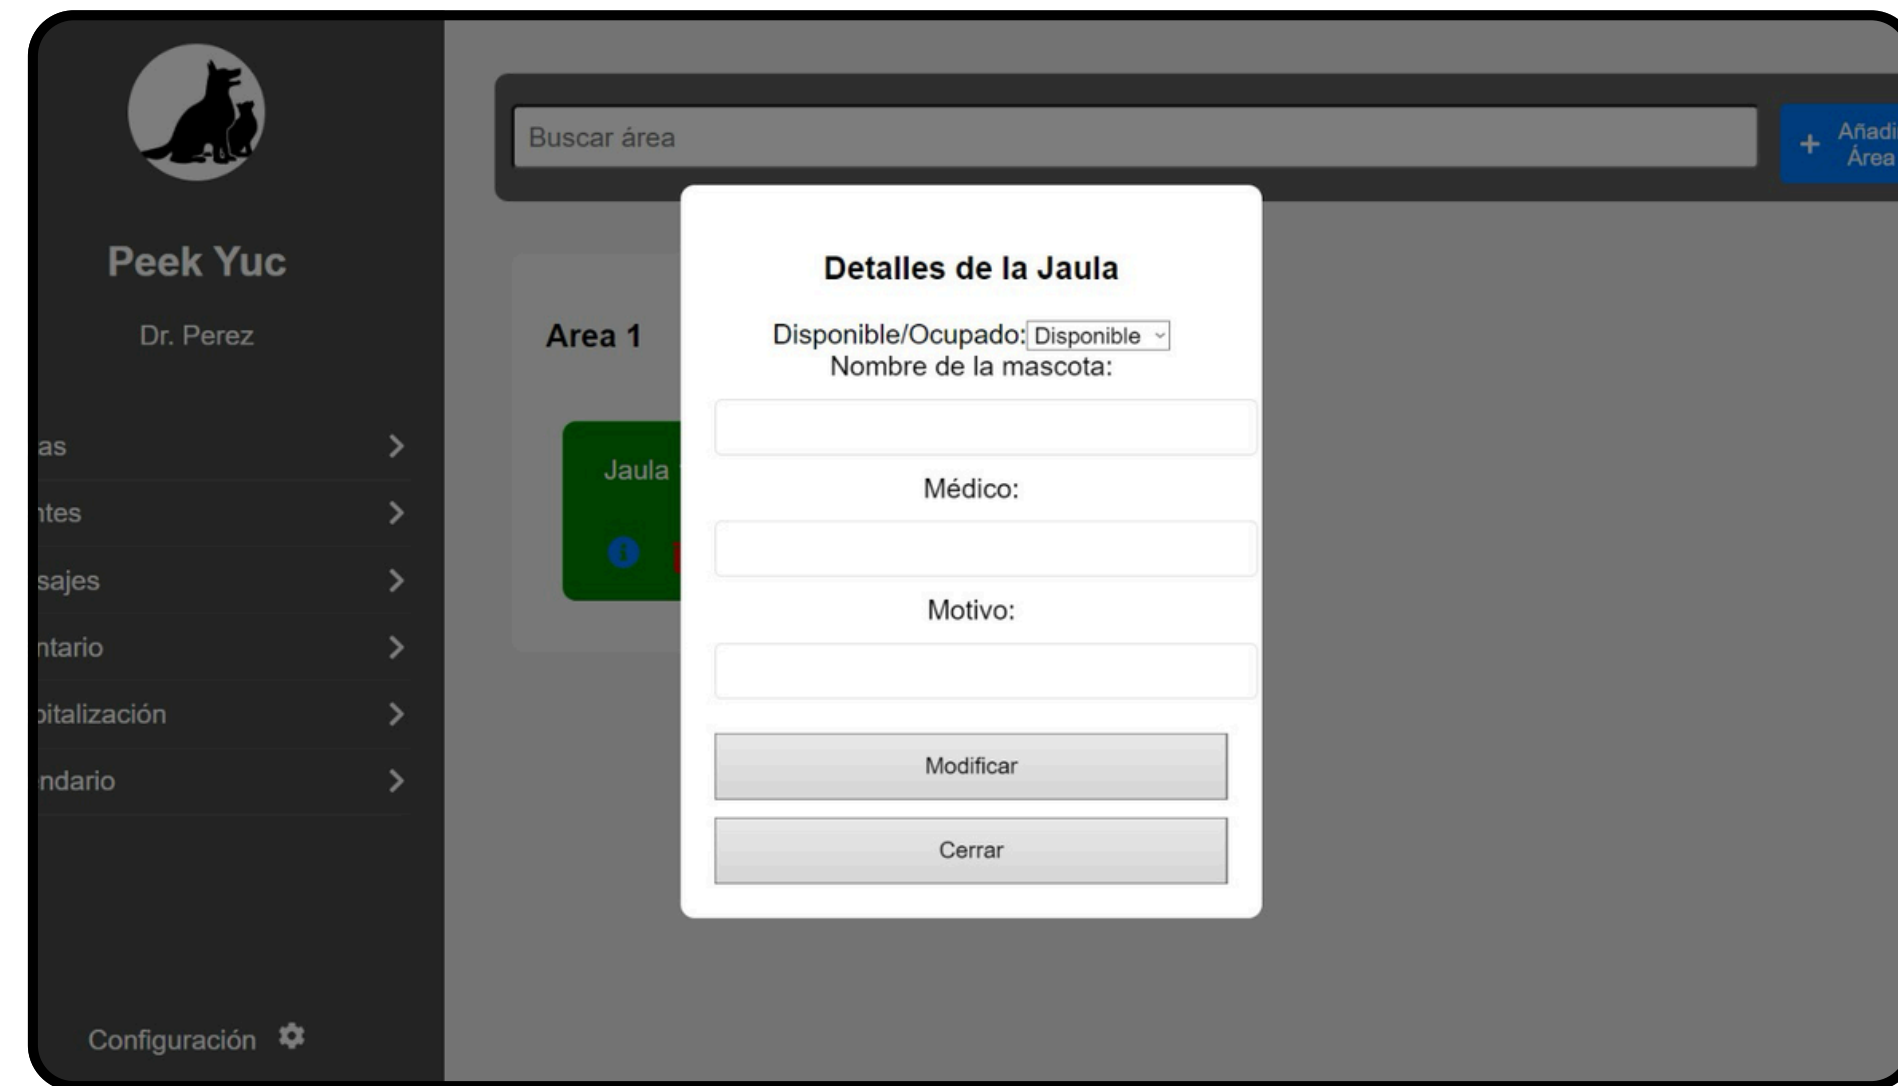 Peek Yuc
Dr. Perez
as
ntes
sajes
ntario
pitalización
ndario
Configuración
Buscar área
+ Añadi
Área
Area 1
Jaula
Detalles de la Jaula
Disponible/Ocupado: Disponible
Nombre de la mascota:
Médico:
Motivo:
Modificar
Cerrar